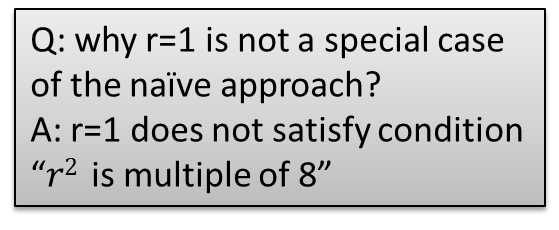 Q: why r=1 is not a special case
of the naïve approach?
A: r=1 does not satisfy condition
“𝑟² is multiple of 8”